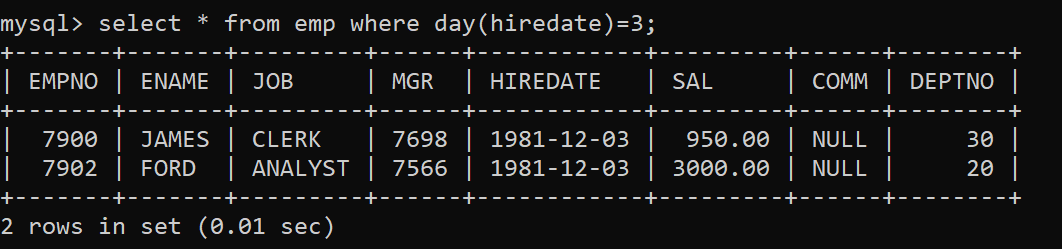 mysql> select * from emp where day(hiredate)=3;
+-------+-------+---------+------+------------+---------+------+--------+
| EMPNO | ENAME | JOB     | MGR  | HIREDATE   | SAL     | COMM | DEPTNO |
+-------+-------+---------+------+------------+---------+------+--------+
|  7900 | JAMES | CLERK   | 7698 | 1981-12-03 |  950.00 | NULL |     30 |
|  7902 | FORD  | ANALYST | 7566 | 1981-12-03 | 3000.00 | NULL |     20 |
+-------+-------+---------+------+------------+---------+------+--------+
2 rows in set (0.01 sec)